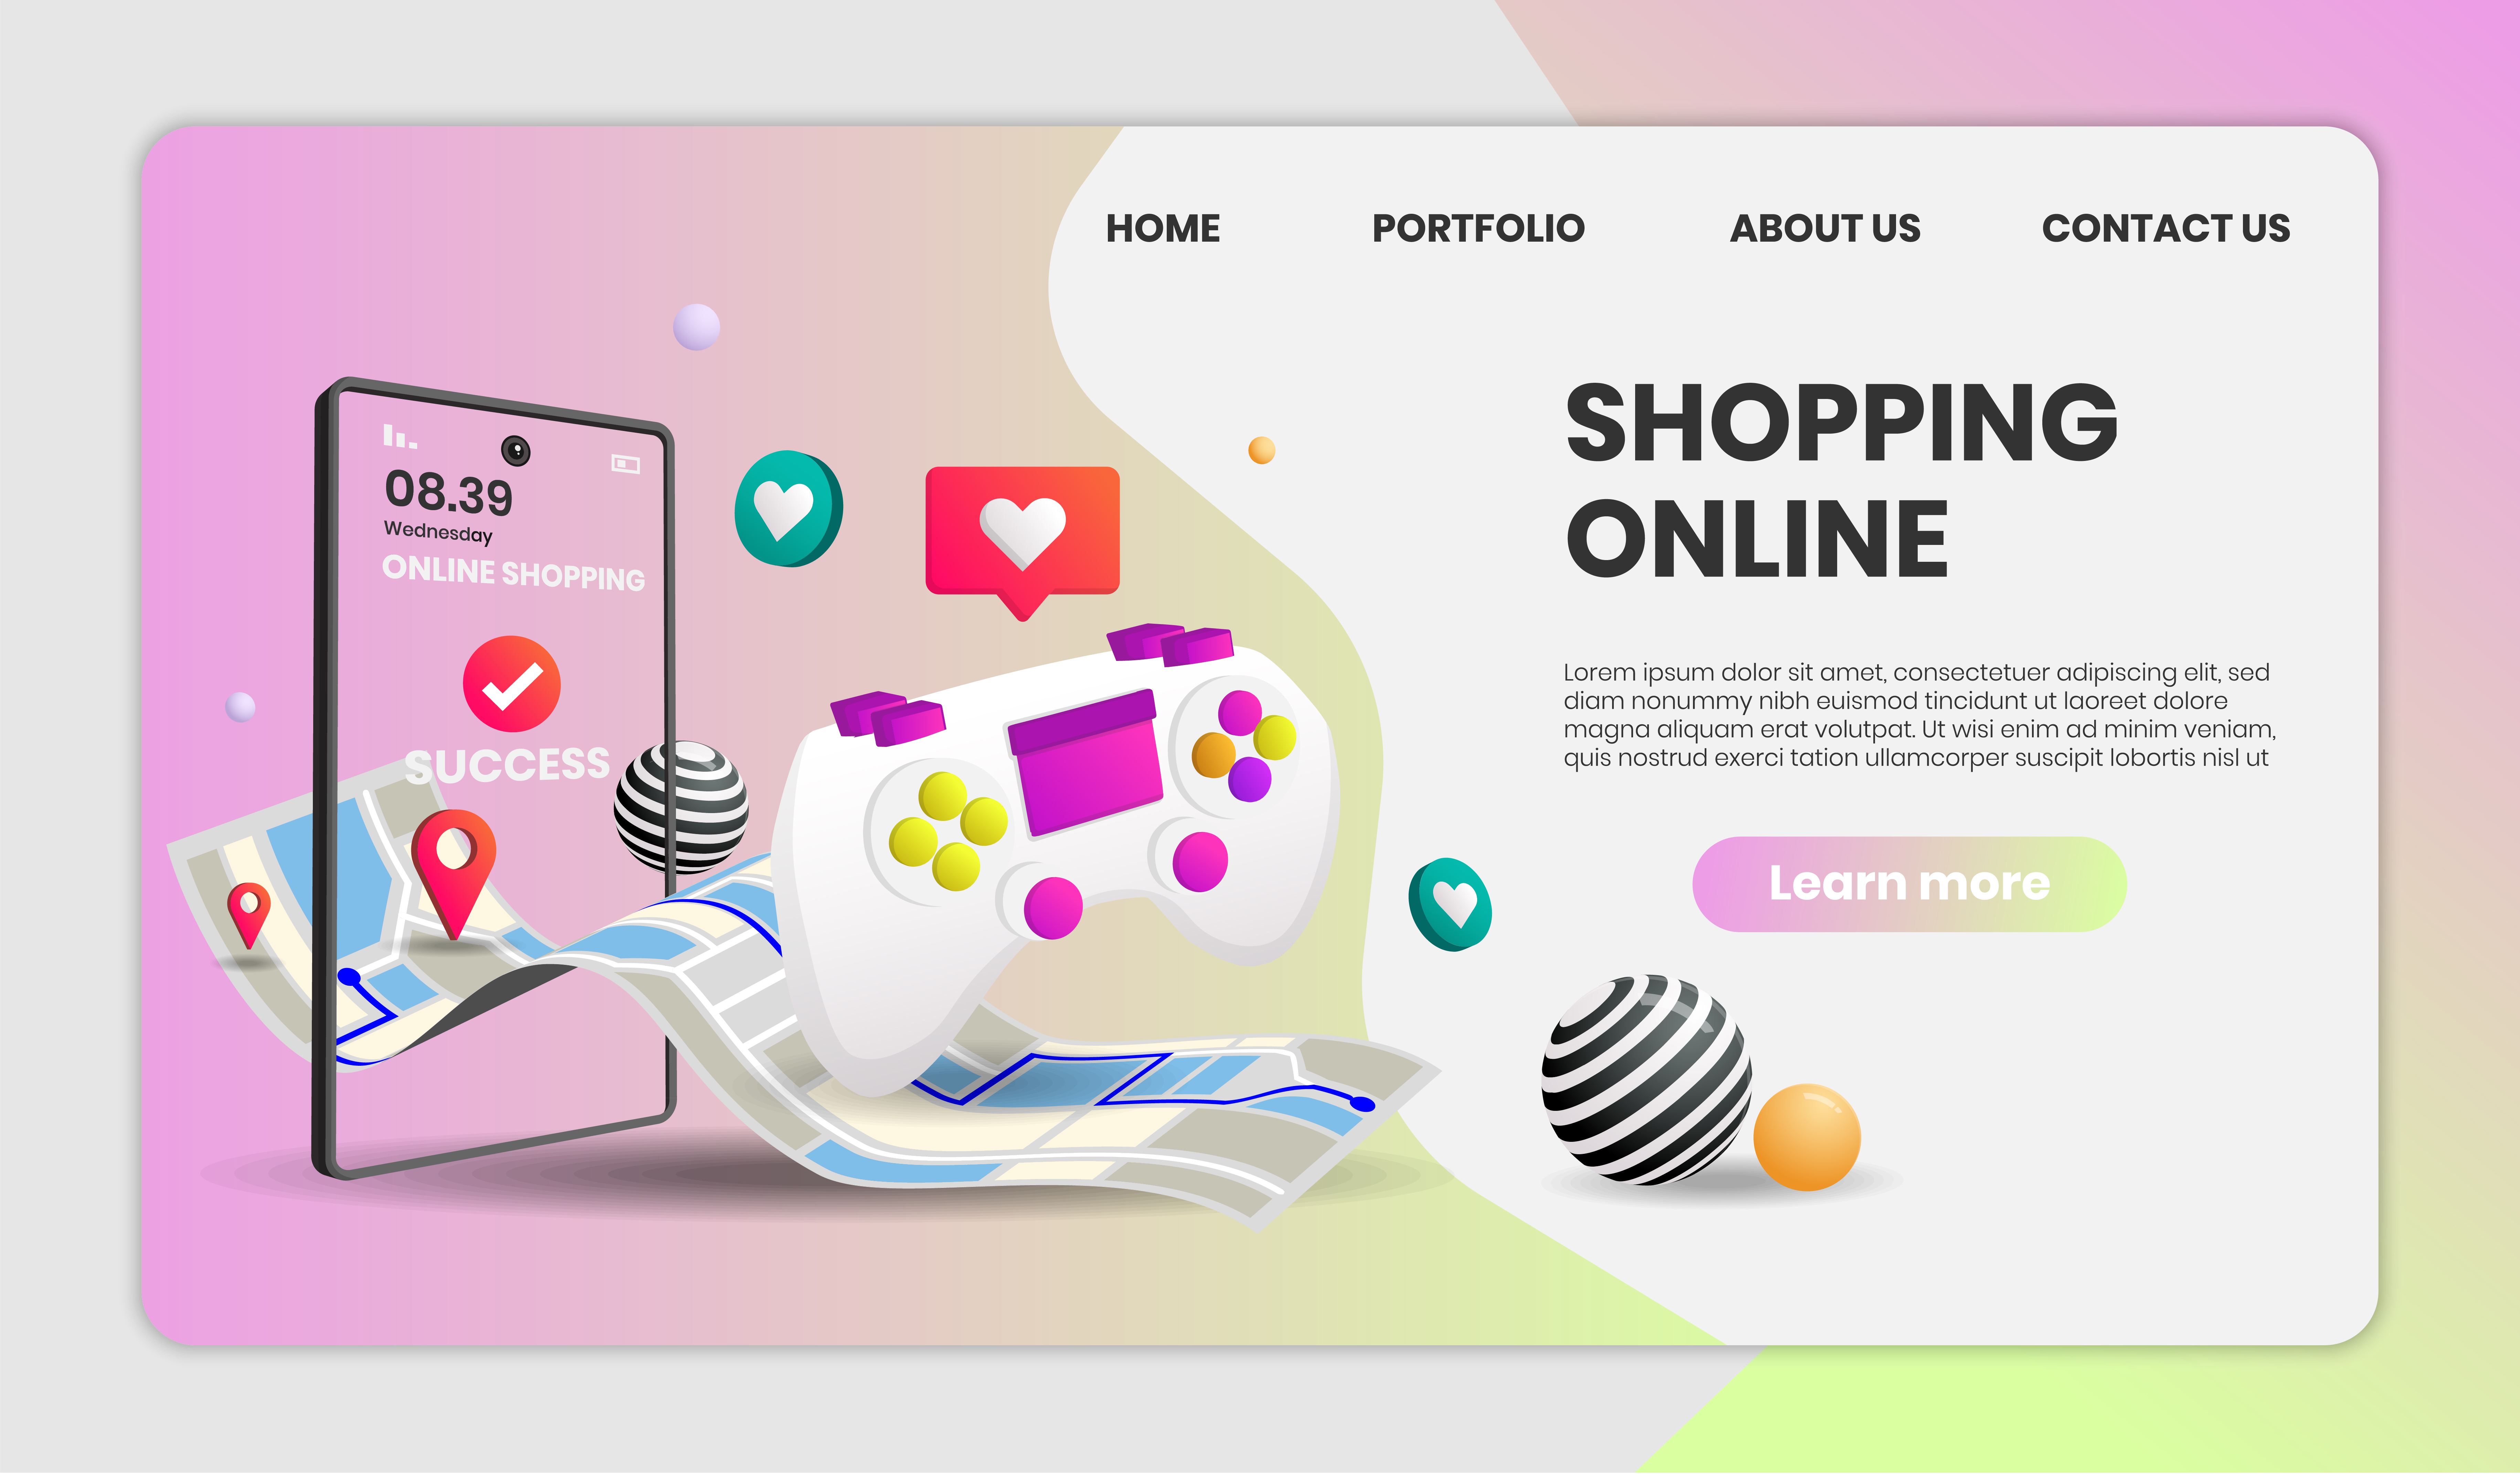 HOME PORTFOLIO ABOUT US CONTACT US
08.39
Wednesday
ONLINE SHOPPING
SUCCESS
SHOPPING
ONLINE
Lorem ipsum dolor sit amet, consectetuer adipiscing elit, sed
diam nonummy nibh euismod tincidunt ut laoreet dolore
magna aliquam erat volutpat. Ut wisi enim ad minim veniam,
quis nostrud exerci tation ullamcorper suscipit lobortis nisl ut
Learn more